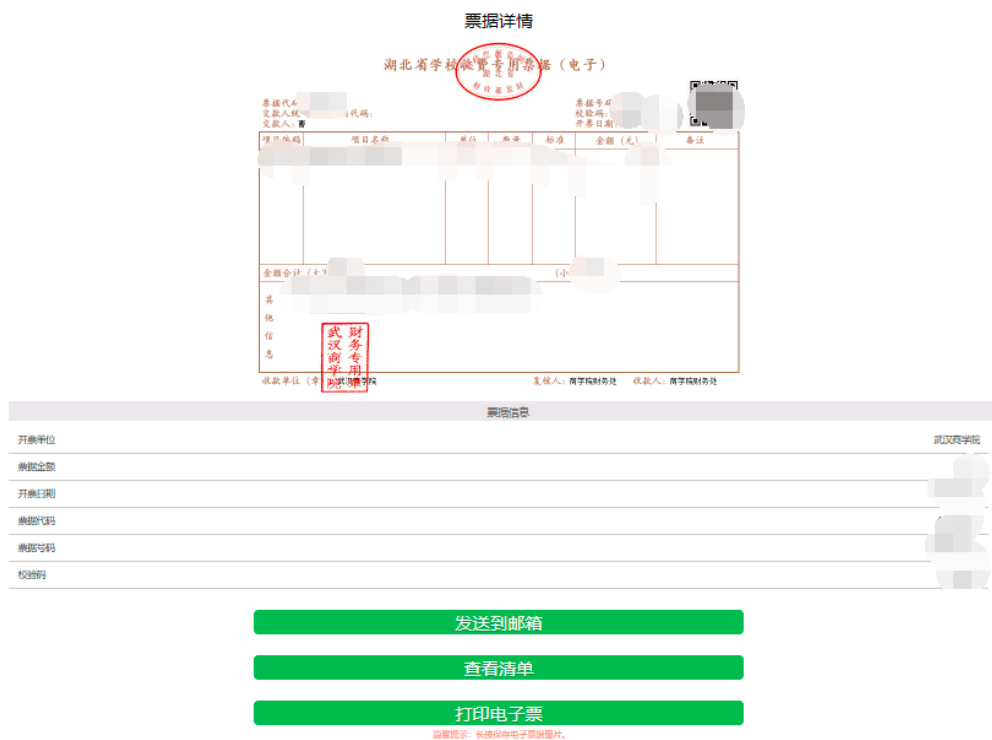 票据详情
湖北省学校收费专用票据（电子）
票据代码
票据号码
交款人统 代码:
校验码:
交款人: 曹
开票日期
项目编码 项目名称 单位 数量 标准 金额（元） 备注
金额合计（大写 （小
其他信息
武汉商学院
财务专用章
收款单位（章 武汉商学院 复核人: 商学院财务处 收款人: 商学院财务处
票据信息
开票单位 武汉商学院
票据金额
开票日期
票据代码
票据号码
校验码
发送到邮箱
查看清单
打印电子票
温馨提示: 长按保存电子票据图片。